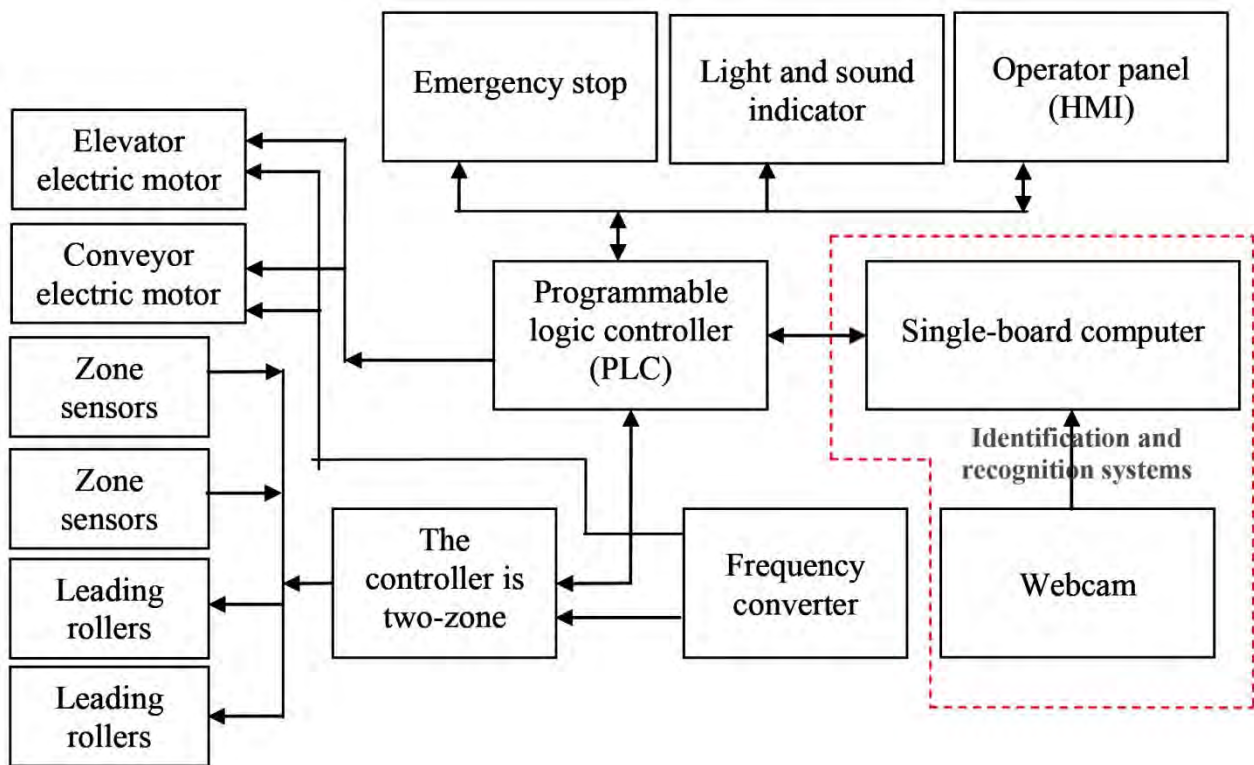 Emergency stop
Light and sound
indicator
Operator panel
(HMI)
Elevator
electric motor
Conveyor
electric motor
Programmable
logic controller
(PLC)
Single-board computer
Zone
sensors
Identification and
recognition systems
Zone
sensors
The
controller is
two-zone
Frequency
converter
Webcam
Leading
rollers
Leading
rollers